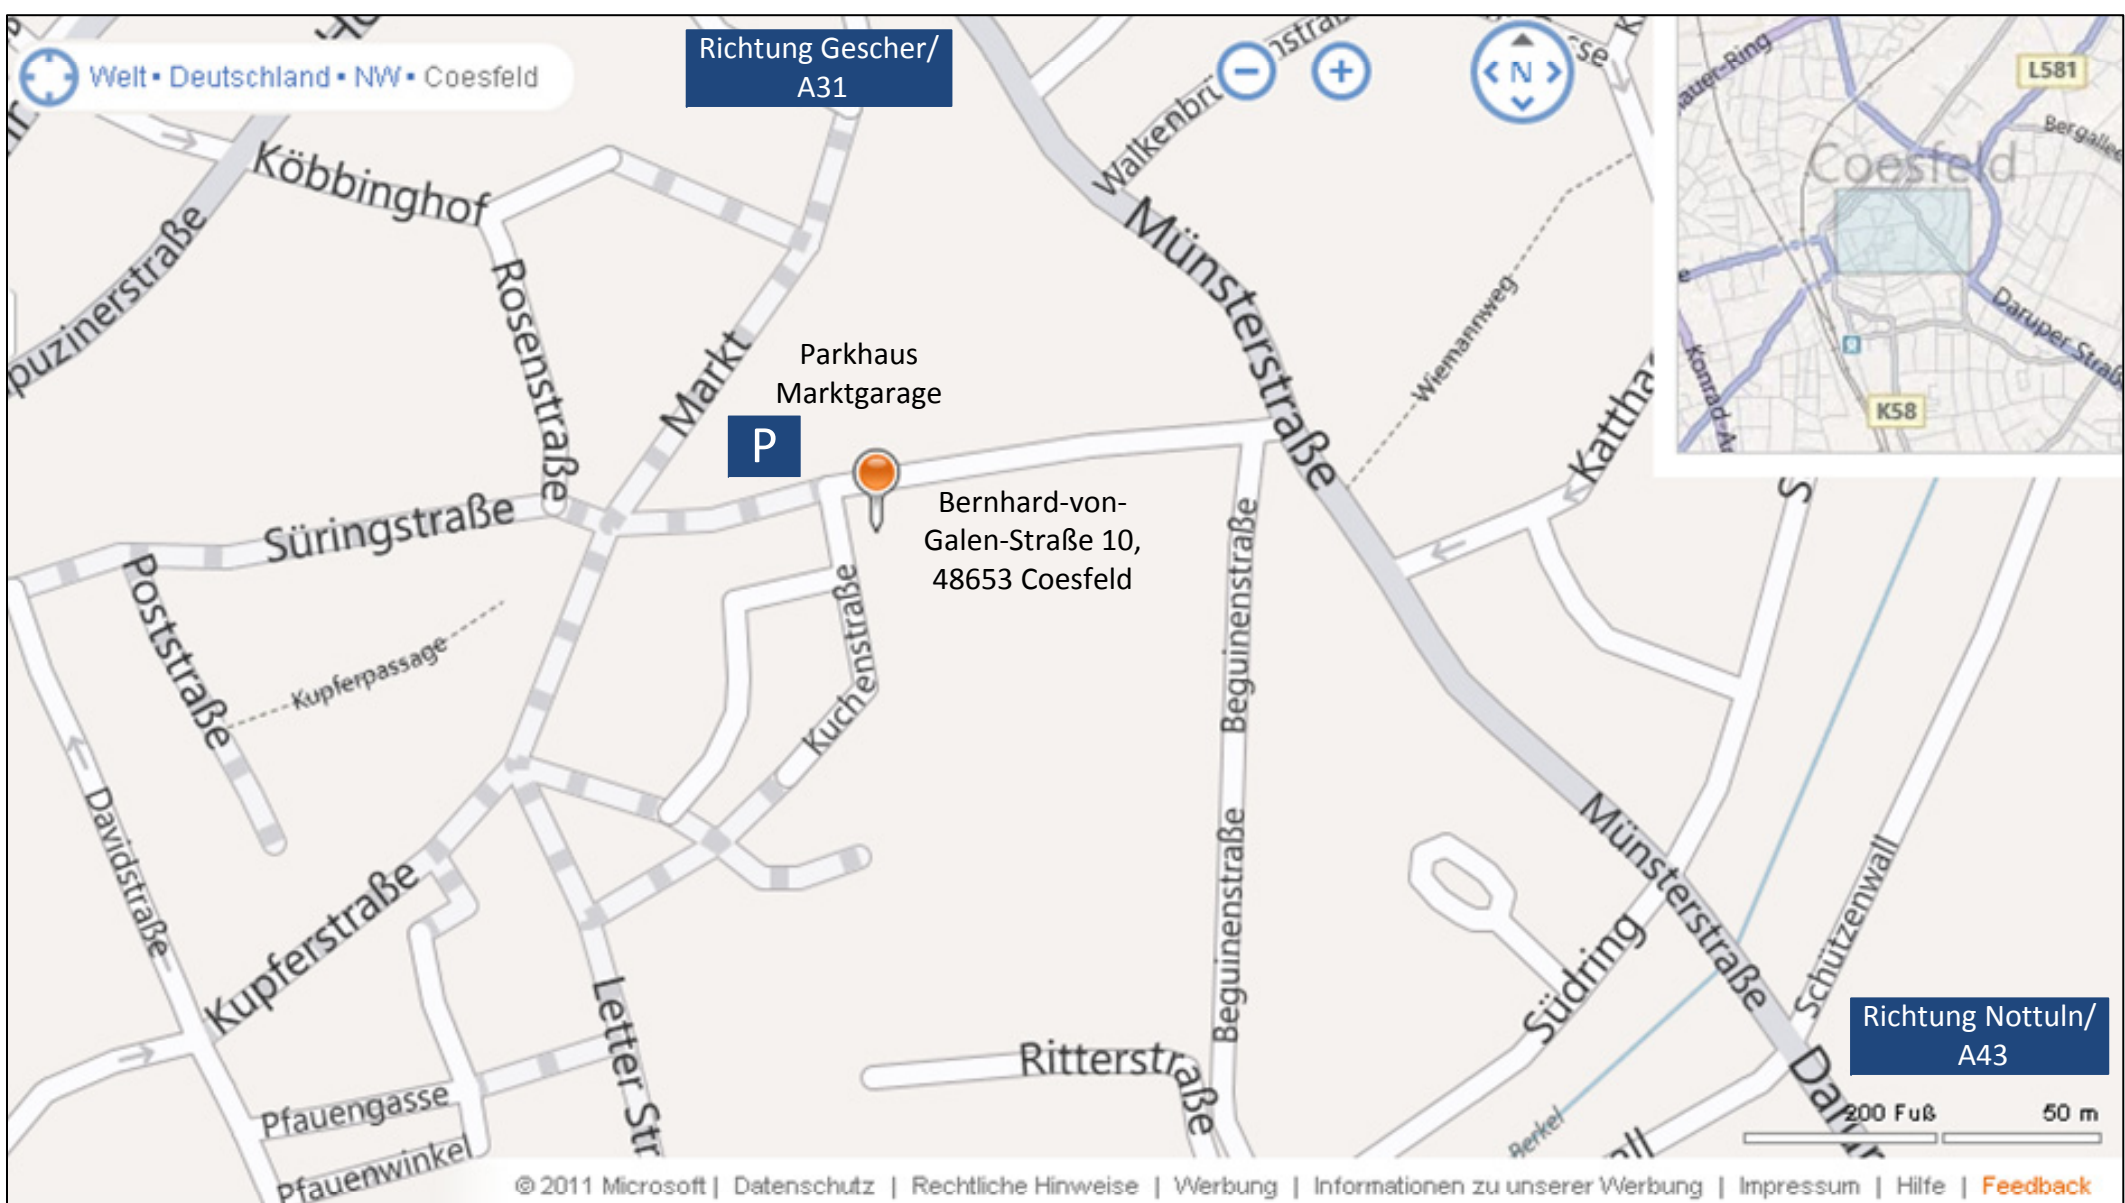 Welt • Deutschland • NW • Coesfeld
Richtung Gescher/
A31
N
L581
Bergallee
Coesfeld
Daruper Straß
K58
Köbbinghof
Walkenbrü
Münsterstraße
Rosenstraße
Markt
Wiemannweg
Parkhaus
Marktgarage
P
Süringstraße
Bernhard-von-
Galen-Straße 10,
48653 Coesfeld
Poststraße
Kupferpassage
Kuchenstraße
Beguinenstraße
Beguinenstraße
Davidstraße
Kupferstraße
Letter Str
Münsterstraße
Südring
Schützenwall
Richtung Nottuln/
A43
Ritterstraße
Pfauengasse
Pfauenwinkel
Berkel
200 Fuß
50 m
© 2011 Microsoft | Datenschutz | Rechtliche Hinweise | Werbung | Informationen zu unserer Werbung | Impressum | Hilfe | Feedback